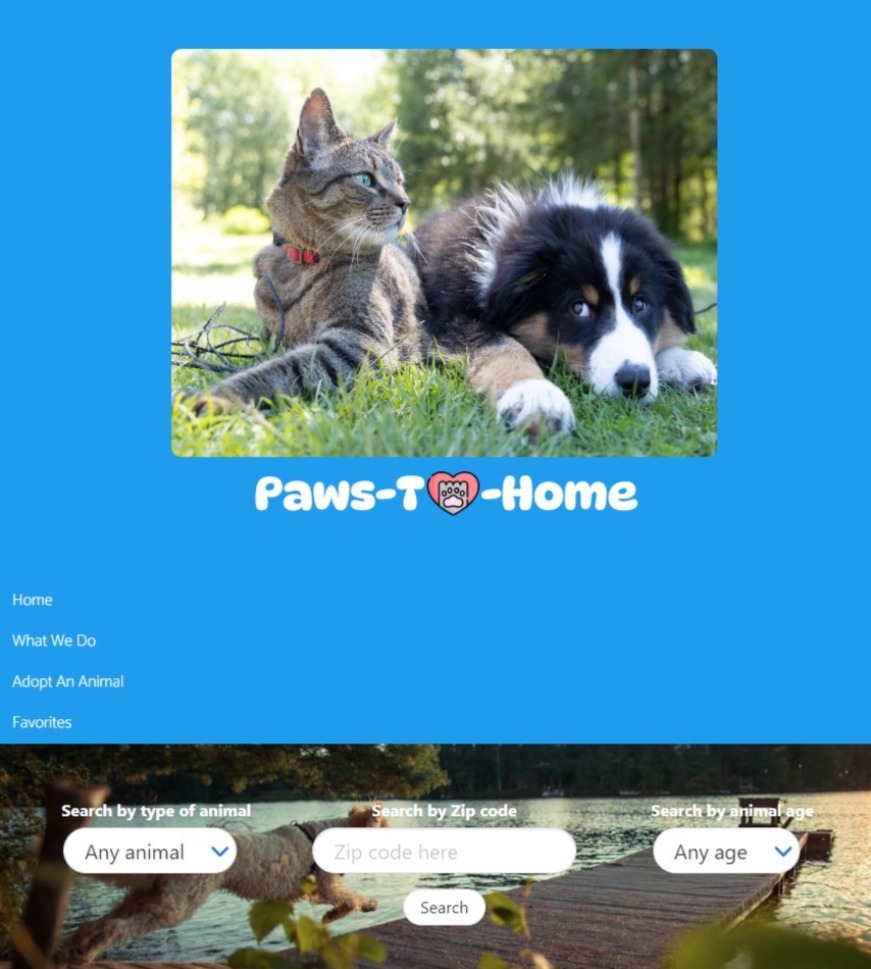 Paws-T-Home
Home
What We Do
Adopt An Animal
Favorites
Search by type of animal
Search by Zip code
Search by animal age
Any animal
Zip code here
Any age
Search